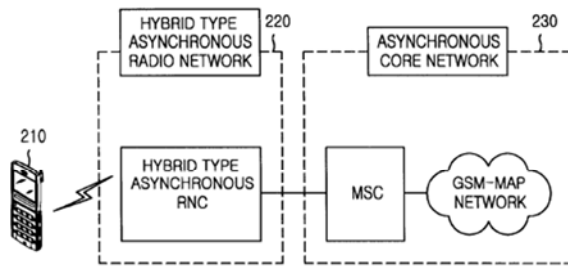 HYBRID TYPE
ASYNCHRONOUS
RADIO NETWORK
220
ASYNCHRONOUS
CORE NETWORK
230
210
HYBRID TYPE
ASYNCHRONOUS
RNC
MSC
GSM-MAP
NETWORK